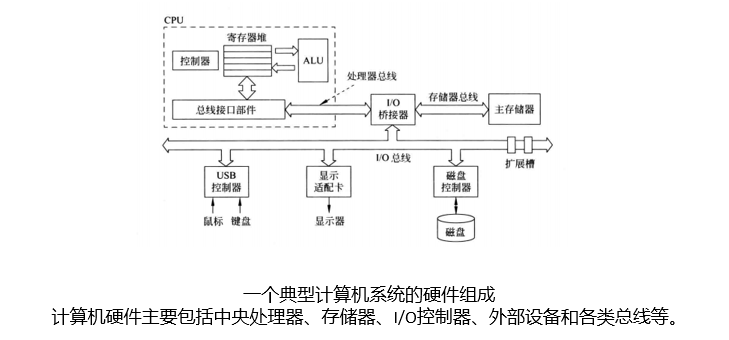 CPU
寄存器堆
控制器
ALU
处理器总线
总线接口部件
I/O
桥接器
存储器总线
主存储器
I/O 总线
扩展槽
USB
控制器
显示
适配卡
磁盘
控制器
鼠标
键盘
显示器
磁盘
一个典型计算机系统的硬件组成
计算机硬件主要包括中央处理器、存储器、I/O控制器、外部设备和各类总线等。